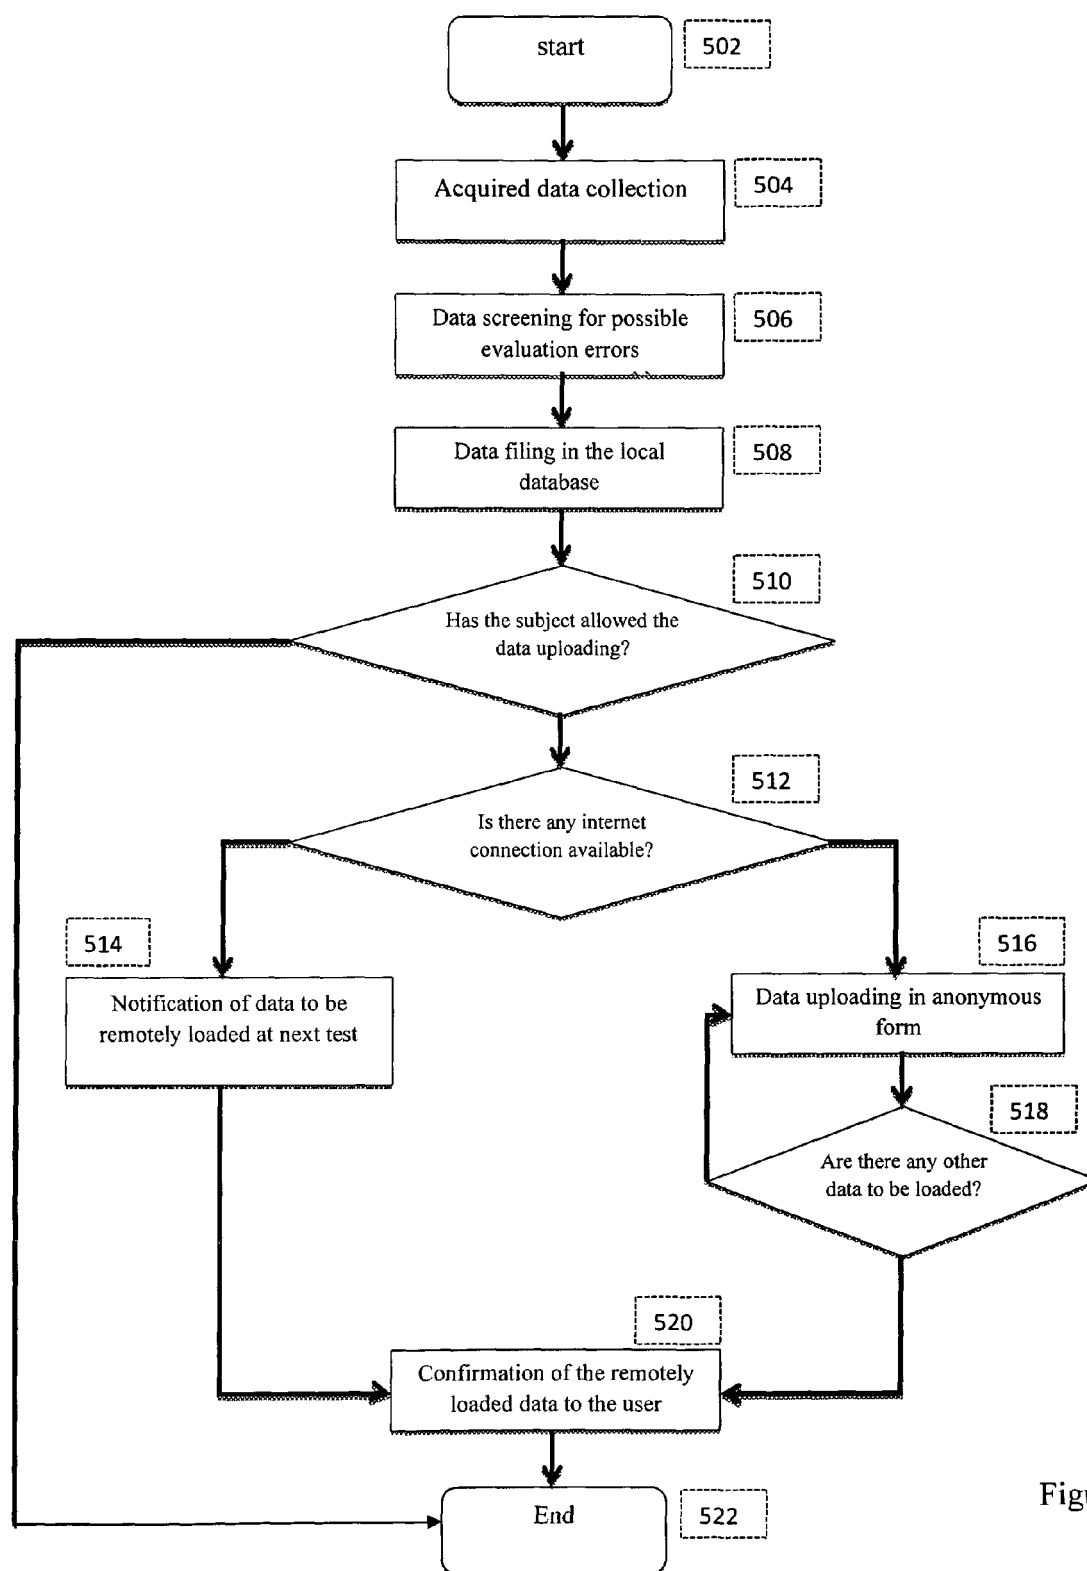 start
502
Acquired data collection
504
Data screening for possible
evaluation errors
506
Data filing in the local
database
508
510
Has the subject allowed the
data uploading?
512
Is there any internet
connection available?
514
516
Notification of data to be
remotely loaded at next test
Data uploading in anonymous
form
518
Are there any other
data to be loaded?
520
Confirmation of the remotely
loaded data to the user
End
522